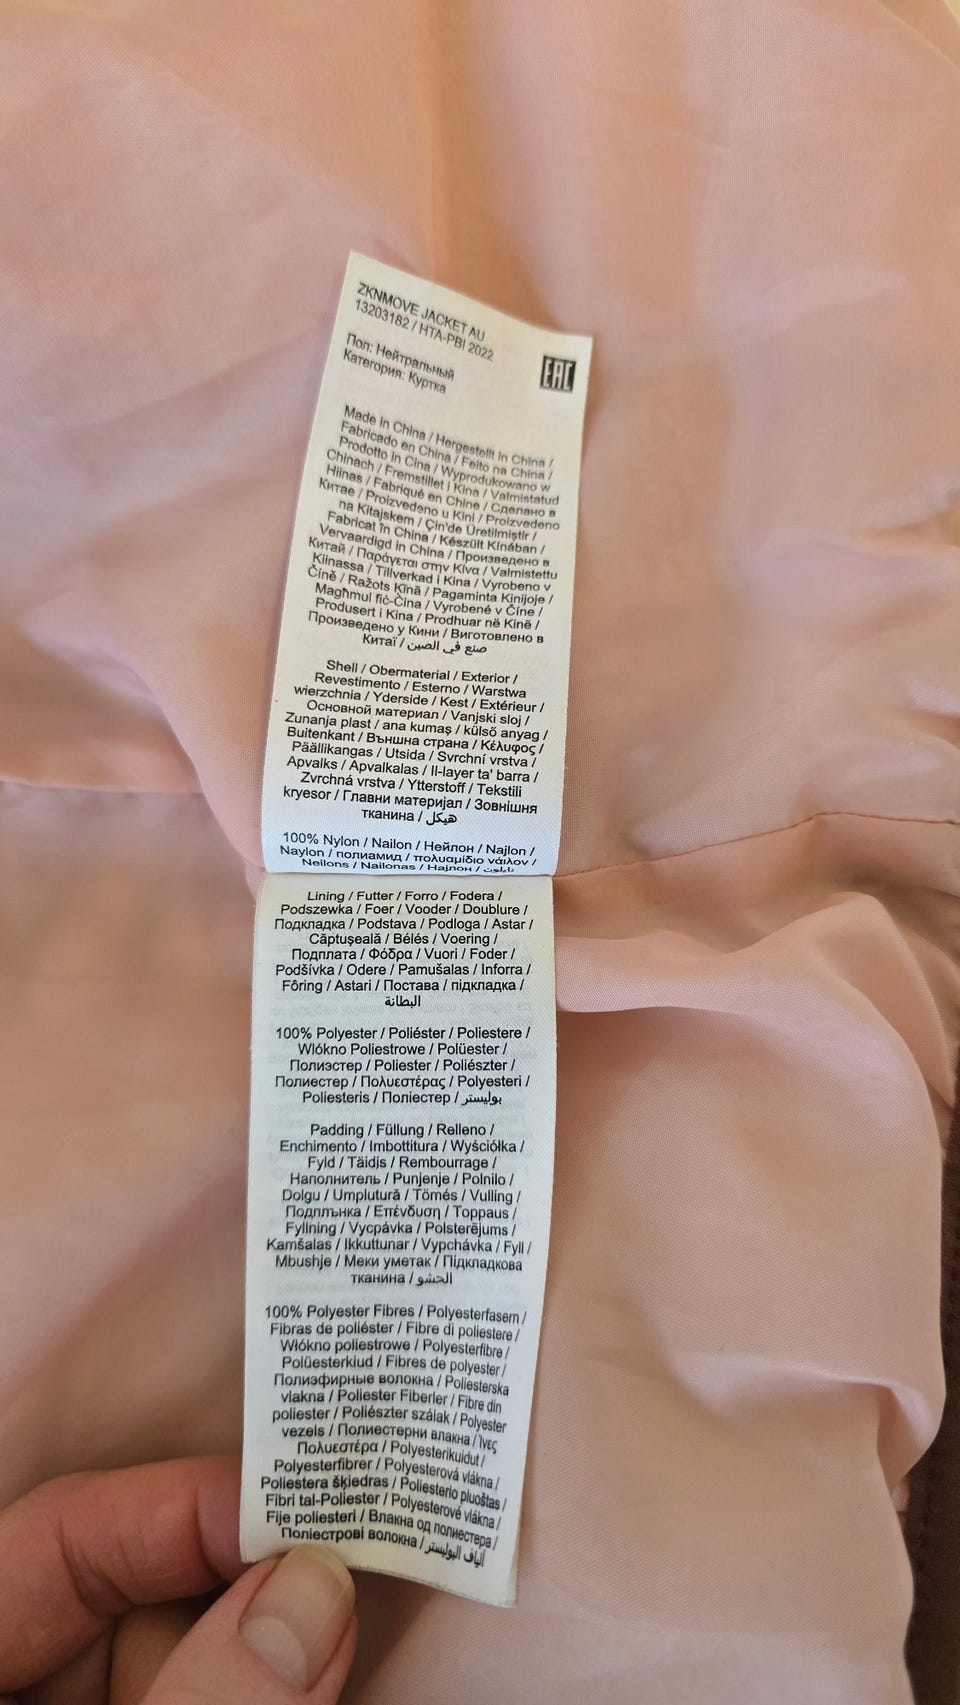 ZKNMOVE JACKET AU
13203182 / HTA-PBI 2022
Пол: Нейтральный
Категория: Куртка
EAC
Made in China / Hergestellt in China /
Fabricado en China / Feito na China /
Prodotto In Cina / Wyprodukowano w
Chinach / Fremstillet i Kina / Valmistatud
Hiinas / Fabriqué en Chine / Сделано в
Китае / Proizvedeno u Kini / Proizvedeno
na Kitajskem / Çin'de Üretilmiştir /
Fabricat în China / Készült Kínában /
Vervaardigd in China / Произведено в
Китай / Παράγεται στην Κίνα / Valmistettu
Kiinassa / Tillverkad i Kina / Vyrobeno v
Číně / Ražots Ķīnā / Pagaminta Kinijoje /
Magħmul fiċ-Ċina / Vyrobené v Číne /
Produsert i Kina / Prodhuar në Kinë /
Произведено у Кини / Виготовлено в
Китаї / صنع في الصين
Shell / Obermaterial / Exterior /
Revestimento / Esterno / Warstwa
wierzchnia / Yderside / Kest / Extérieur /
Основной материал / Vanjski sloj /
Zunanja plast / ana kumaş / külső anyag /
Buitenkant / Външна страна / Κέλυφος /
Päällikangas / Utsida / Svrchní vrstva /
Apvalks / Apvalkalas / Il-layer ta' barra /
Zvrchná vrstva / Ytterstoff / Tekstili
kryesor / Главни материјал / Зовнішня
тканина / هيكل
100% Nylon / Nailon / Нейлон / Najlon /
Naylon / полиамид / πολυαμίδιο νάιλον /
Neilons / Nailonas / Најлон / نايلون
Lining / Futter / Forro / Fodera /
Podszewka / Foer / Vooder / Doublure /
Подкладка / Podstava / Podloga / Astar /
Căptușeală / Bélés / Voering /
Подплата / Φόδρα / Vuori / Foder /
Podšívka / Odere / Pamušalas / Inforra /
Fôring / Astari / Постава / підкладка /
البطانة
100% Polyester / Poliéster / Poliestere /
Wlókno Poliestrowe / Polüester /
Полиэстер / Poliester / Poliészter /
Полиестер / Πολυεστέρας / Polyesteri /
Poliesteris / Поліестер / بوليستر
Padding / Füllung / Relleno /
Enchimento / Imbottitura / Wyściółka /
Fyld / Täidis / Rembourrage /
Наполнитель / Punjenje / Polnilo /
Dolgu / Umplutură / Tömés / Vulling /
Подплънка / Επένδυση / Toppaus /
Fyllning / Vycpávka / Polsterējums /
Kamšalas / Ikkuttunar / Vypchávka / Fyll /
Mbushje / Меки уметак / Підкладкова
тканина / الحشو
100% Polyester Fibres / Polyesterfasern /
Fibras de poliéster / Fibre di poliestere /
Włókno poliestrowe / Polyesterfibre /
Polüesterkiud / Fibres de polyester /
Полиэфирные волокна / Poliesterska
vlakna / Poliester Fiberler / Fibre din
poliester / Poliészter szálak / Polyester
vezels / Полиестерни влакна / Ίνες
Πολυεστέρα / Polyesterikuidut /
Polyesterfibrer / Polyesterová vlákna /
Poliestera šķiedras / Poliesterio pluoštas /
Fibri tal-Poliester / Polyesterové vlákna /
Fije poliesteri / Влакна од полиестера /
Поліестрові волокна / ألياف البوليستر